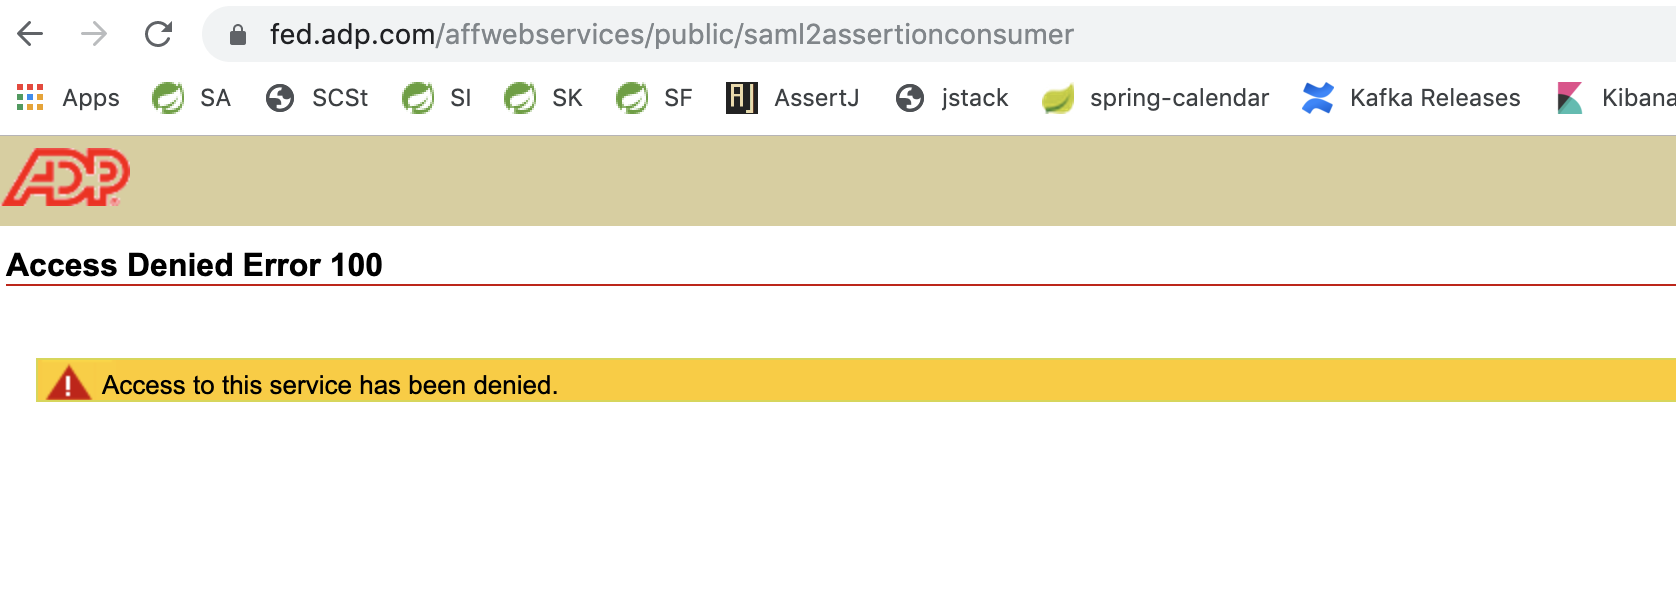 fed.adp.com/affwebservices/public/saml2assertionconsumer
Apps SA SCSt SI SK SF AJ AssertJ jstack spring-calendar Kafka Releases Kibana
ADP®
Access Denied Error 100
! Access to this service has been denied.